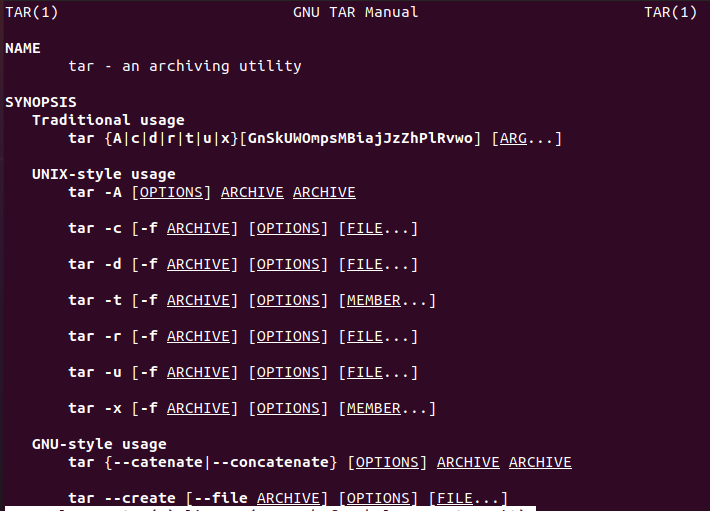 TAR(1) GNU TAR Manual TAR(1)
NAME
tar - an archiving utility
SYNOPSIS
Traditional usage
tar {A|c|d|r|t|u|x}[GnSkUWOmpsMBiajJzZhPlRvwo] [ARG...]
UNIX-style usage
tar -A [OPTIONS] ARCHIVE ARCHIVE
tar -c [-f ARCHIVE] [OPTIONS] [FILE...]
tar -d [-f ARCHIVE] [OPTIONS] [FILE...]
tar -t [-f ARCHIVE] [OPTIONS] [MEMBER...]
tar -r [-f ARCHIVE] [OPTIONS] [FILE...]
tar -u [-f ARCHIVE] [OPTIONS] [FILE...]
tar -x [-f ARCHIVE] [OPTIONS] [MEMBER...]
GNU-style usage
tar {--catenate|--concatenate} [OPTIONS] ARCHIVE ARCHIVE
tar --create [--file ARCHIVE] [OPTIONS] [FILE...]